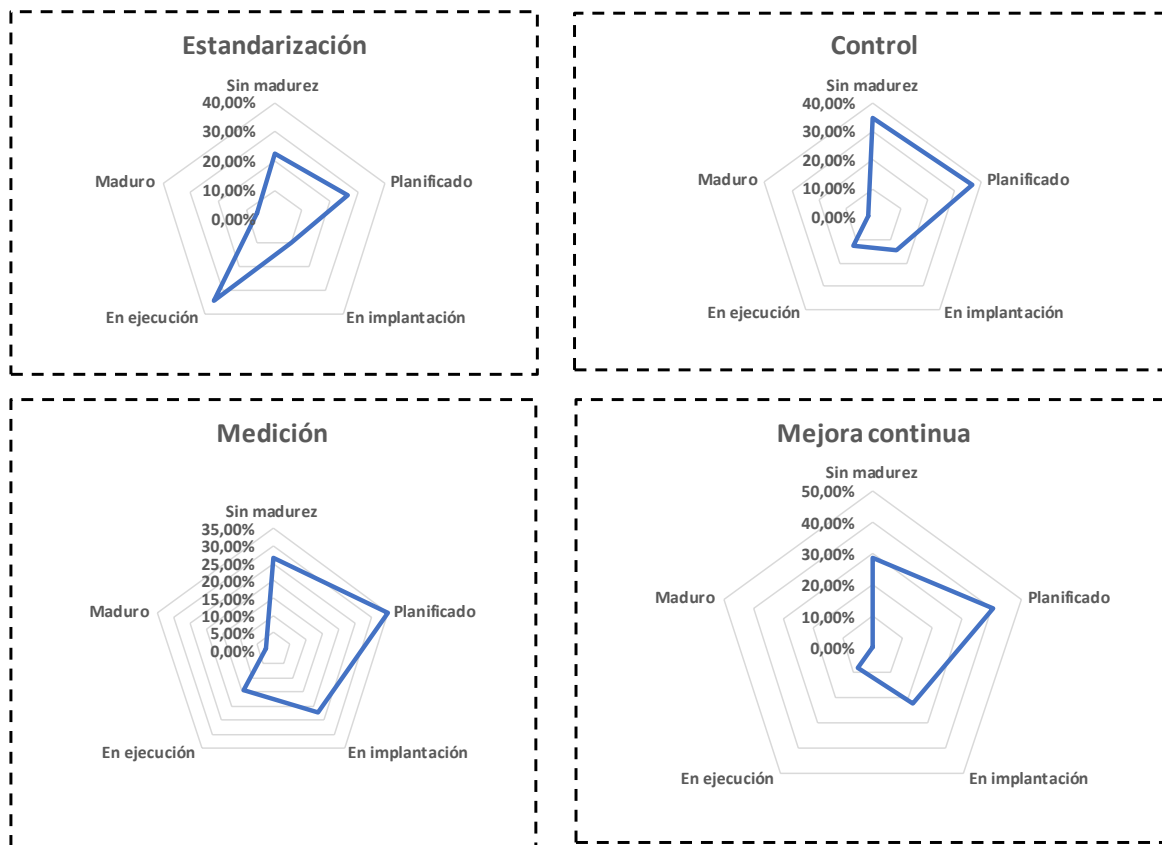 Estandarización
Sin madurez
40,00%
30,00%
20,00%
10,00%
0,00%
Maduro
Planificado
En ejecución
En implantación
Control
Sin madurez
40,00%
30,00%
20,00%
10,00%
0,00%
Maduro
Planificado
En ejecución
En implantación
Medición
Sin madurez
35,00%
30,00%
25,00%
20,00%
15,00%
10,00%
5,00%
0,00%
Maduro
Planificado
En ejecución
En implantación
Mejora continua
Sin madurez
50,00%
40,00%
30,00%
20,00%
10,00%
0,00%
Maduro
Planificado
En ejecución
En implantación